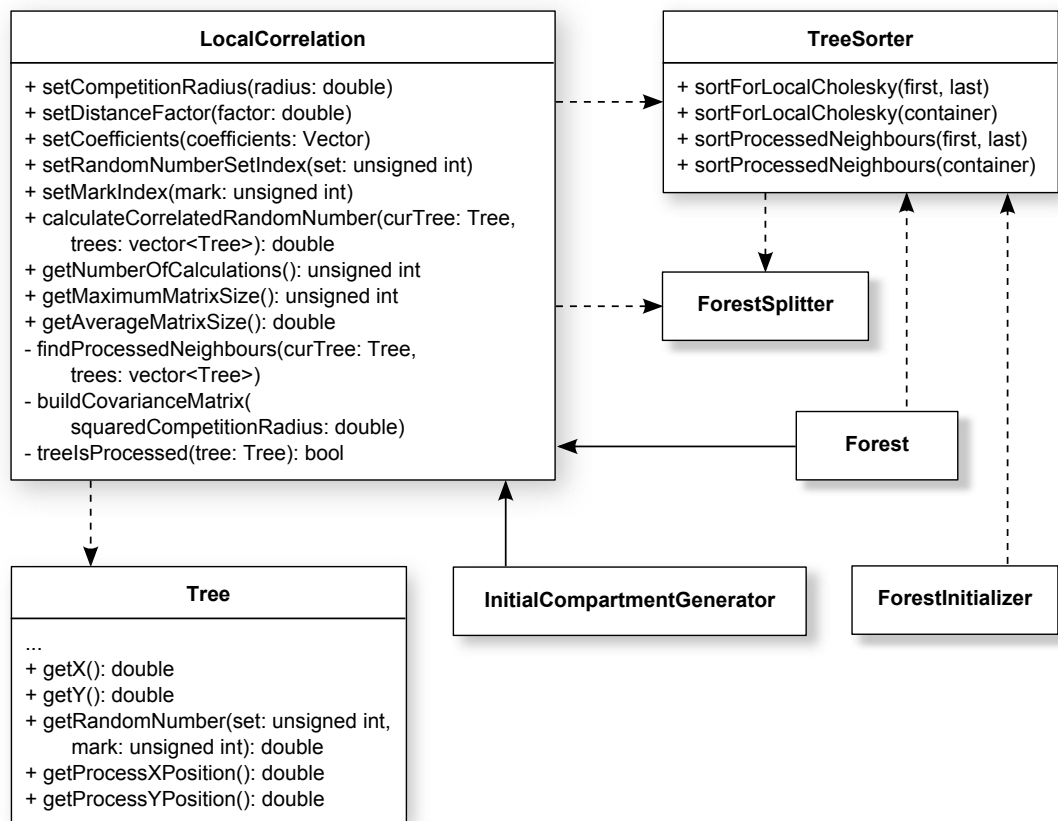 LocalCorrelation
+ setCompetitionRadius(radius: double)
+ setDistanceFactor(factor: double)
+ setCoefficients(coefficients: Vector)
+ setRandomNumberSetIndex(set: unsigned int)
+ setMarkIndex(mark: unsigned int)
+ calculateCorrelatedRandomNumber(curTree: Tree,
trees: vector<Tree>): double
+ getNumberOfCalculations(): unsigned int
+ getMaximumMatrixSize(): unsigned int
+ getAverageMatrixSize(): double
- findProcessedNeighbours(curTree: Tree,
trees: vector<Tree>)
- buildCovarianceMatrix(
squaredCompetitionRadius: double)
- treeIsProcessed(tree: Tree): bool
TreeSorter
+ sortForLocalCholesky(first, last)
+ sortForLocalCholesky(container)
+ sortProcessedNeighbours(first, last)
+ sortProcessedNeighbours(container)
ForestSplitter
Forest
InitialCompartmentGenerator
ForestInitializer
Tree
...
+ getX(): double
+ getY(): double
+ getRandomNumber(set: unsigned int,
mark: unsigned int): double
+ getProcessXPosition(): double
+ getProcessYPosition(): double